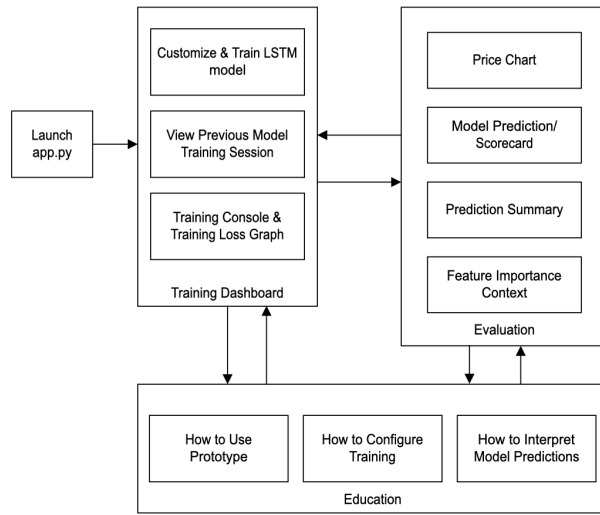 Launch
app.py
Customize & Train LSTM
model
View Previous Model
Training Session
Training Console &
Training Loss Graph
Training Dashboard
Price Chart
Model Prediction/
Scorecard
Prediction Summary
Feature Importance
Context
Evaluation
How to Use
Prototype
How to Configure
Training
How to Interpret
Model Predictions
Education